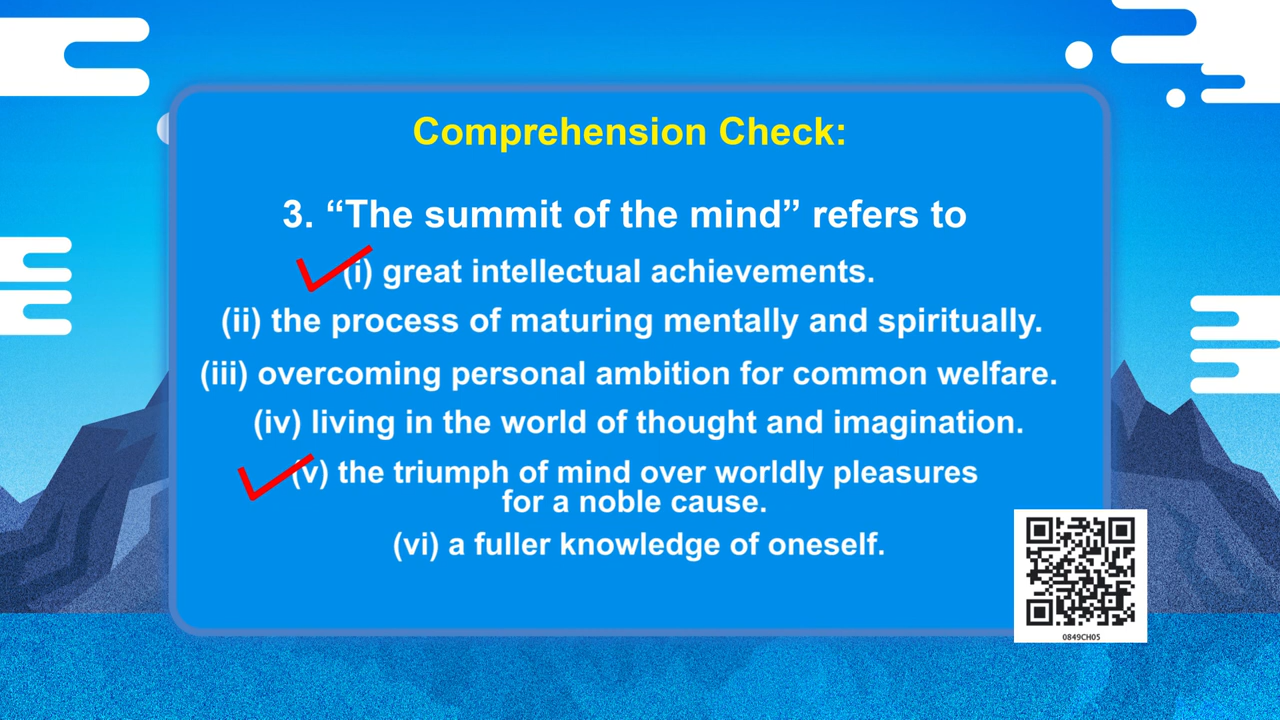 Comprehension Check:
3. “The summit of the mind” refers to
(i) great intellectual achievements.
(ii) the process of maturing mentally and spiritually.
(iii) overcoming personal ambition for common welfare.
(iv) living in the world of thought and imagination.
(v) the triumph of mind over worldly pleasures
for a noble cause.
(vi) a fuller knowledge of oneself.
0849CH05